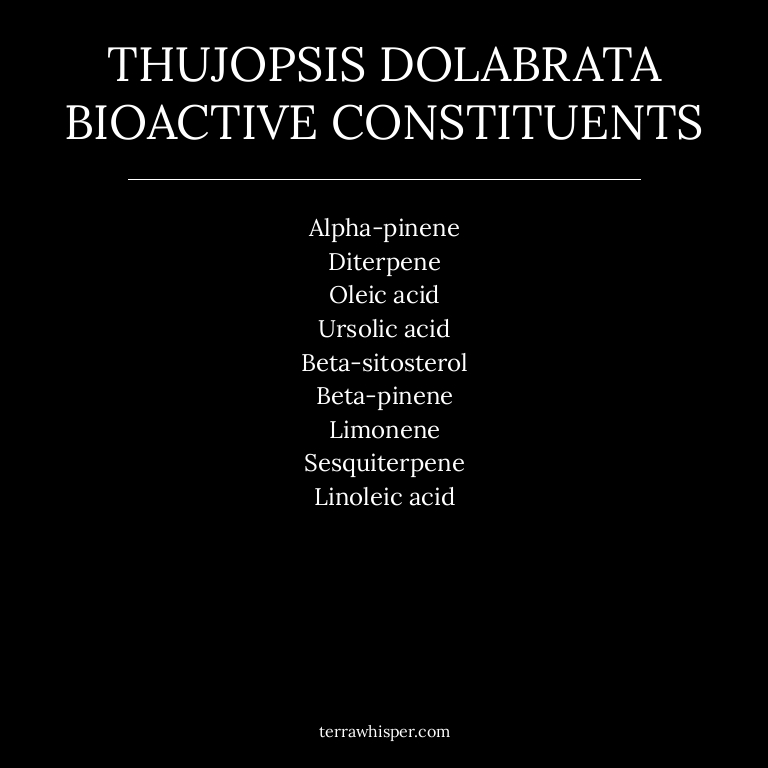 THUJOPSIS DOLABRATA
BIOACTIVE CONSTITUENTS
Alpha-pinene
Diterpene
Oleic acid
Ursolic acid
Beta-sitosterol
Beta-pinene
Limonene
Sesquiterpene
Linoleic acid
terrawhisper.com